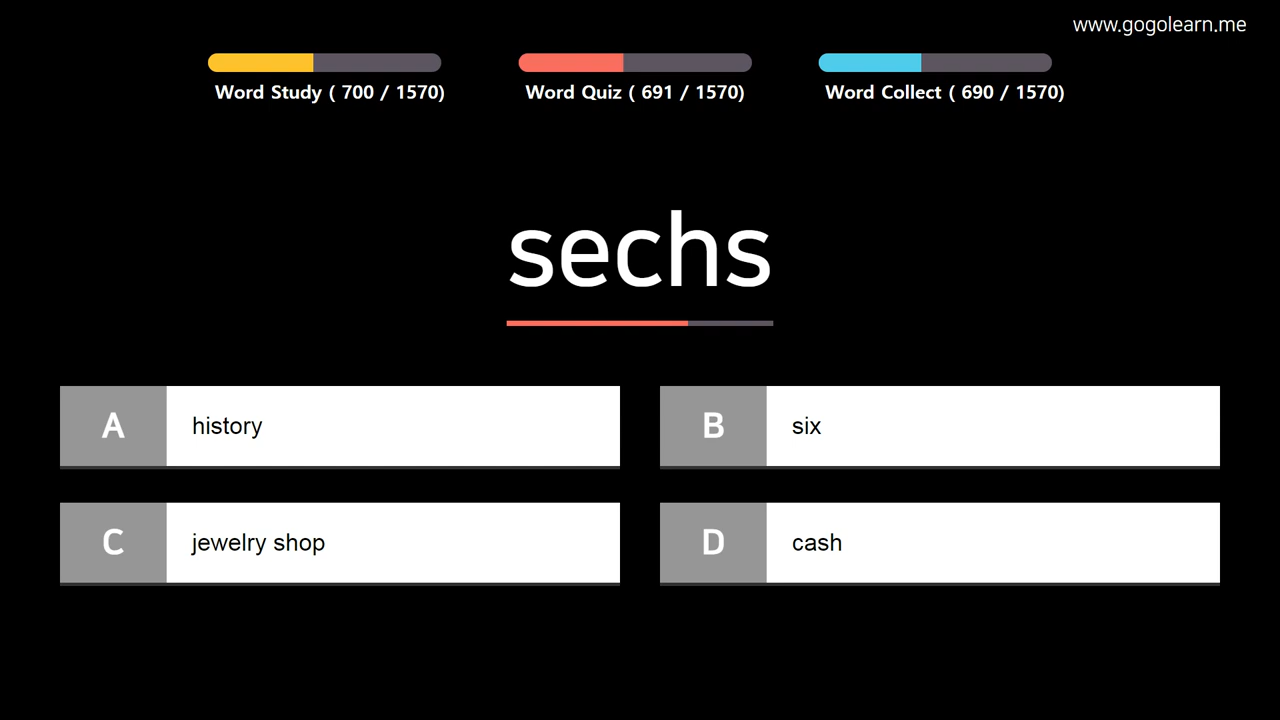 www.gogolearn.me
Word Study ( 700 / 1570)
Word Quiz ( 691 / 1570)
Word Collect ( 690 / 1570)
sechs
A history
B six
C jewelry shop
D cash